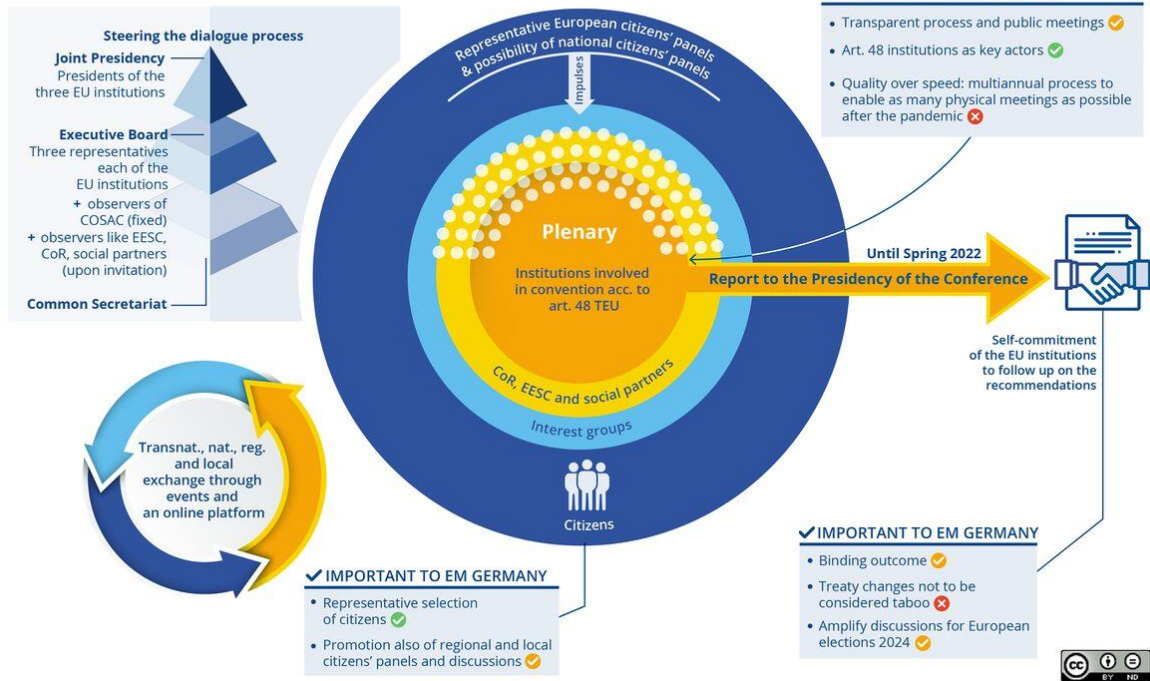 Steering the dialogue process
Joint Presidency
Presidents of the
three EU institutions
Executive Board
Three representatives
each of the
EU institutions
+ observers of
COSAC (fixed)
+ observers like EESC,
CoR, social partners
(upon invitation)
Common Secretariat
Representative European citizens' panels
& possibility of national citizens' panels
Impulses
• Transparent process and public meetings
• Art. 48 institutions as key actors
• Quality over speed: multiannual process to
enable as many physical meetings as possible
after the pandemic
Plenary
Institutions involved
in convention acc. to
art. 48 TEU
CoR, EESC and social partners
Interest groups
Citizens
Until Spring 2022
Report to the Presidency of the Conference
Self-commitment
of the EU institutions
to follow up on the
recommendations
Transnat., nat., reg.
and local
exchange through
events and
an online platform
IMPORTANT TO EM GERMANY
• Representative selection
of citizens
• Promotion also of regional and local
citizens' panels and discussions
IMPORTANT TO EM GERMANY
• Binding outcome
• Treaty changes not to be
considered taboo
• Amplify discussions for European
elections 2024
cc
BY ND